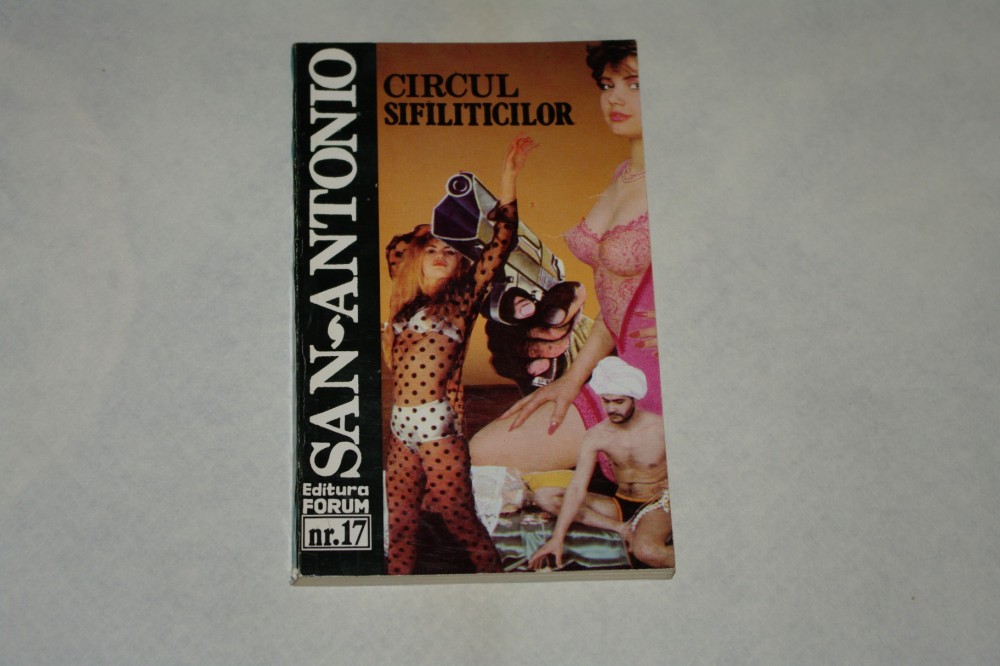 SAN-ANTONIO
CIRCUL
SIFILITICILOR
Editura
FORUM
nr.17